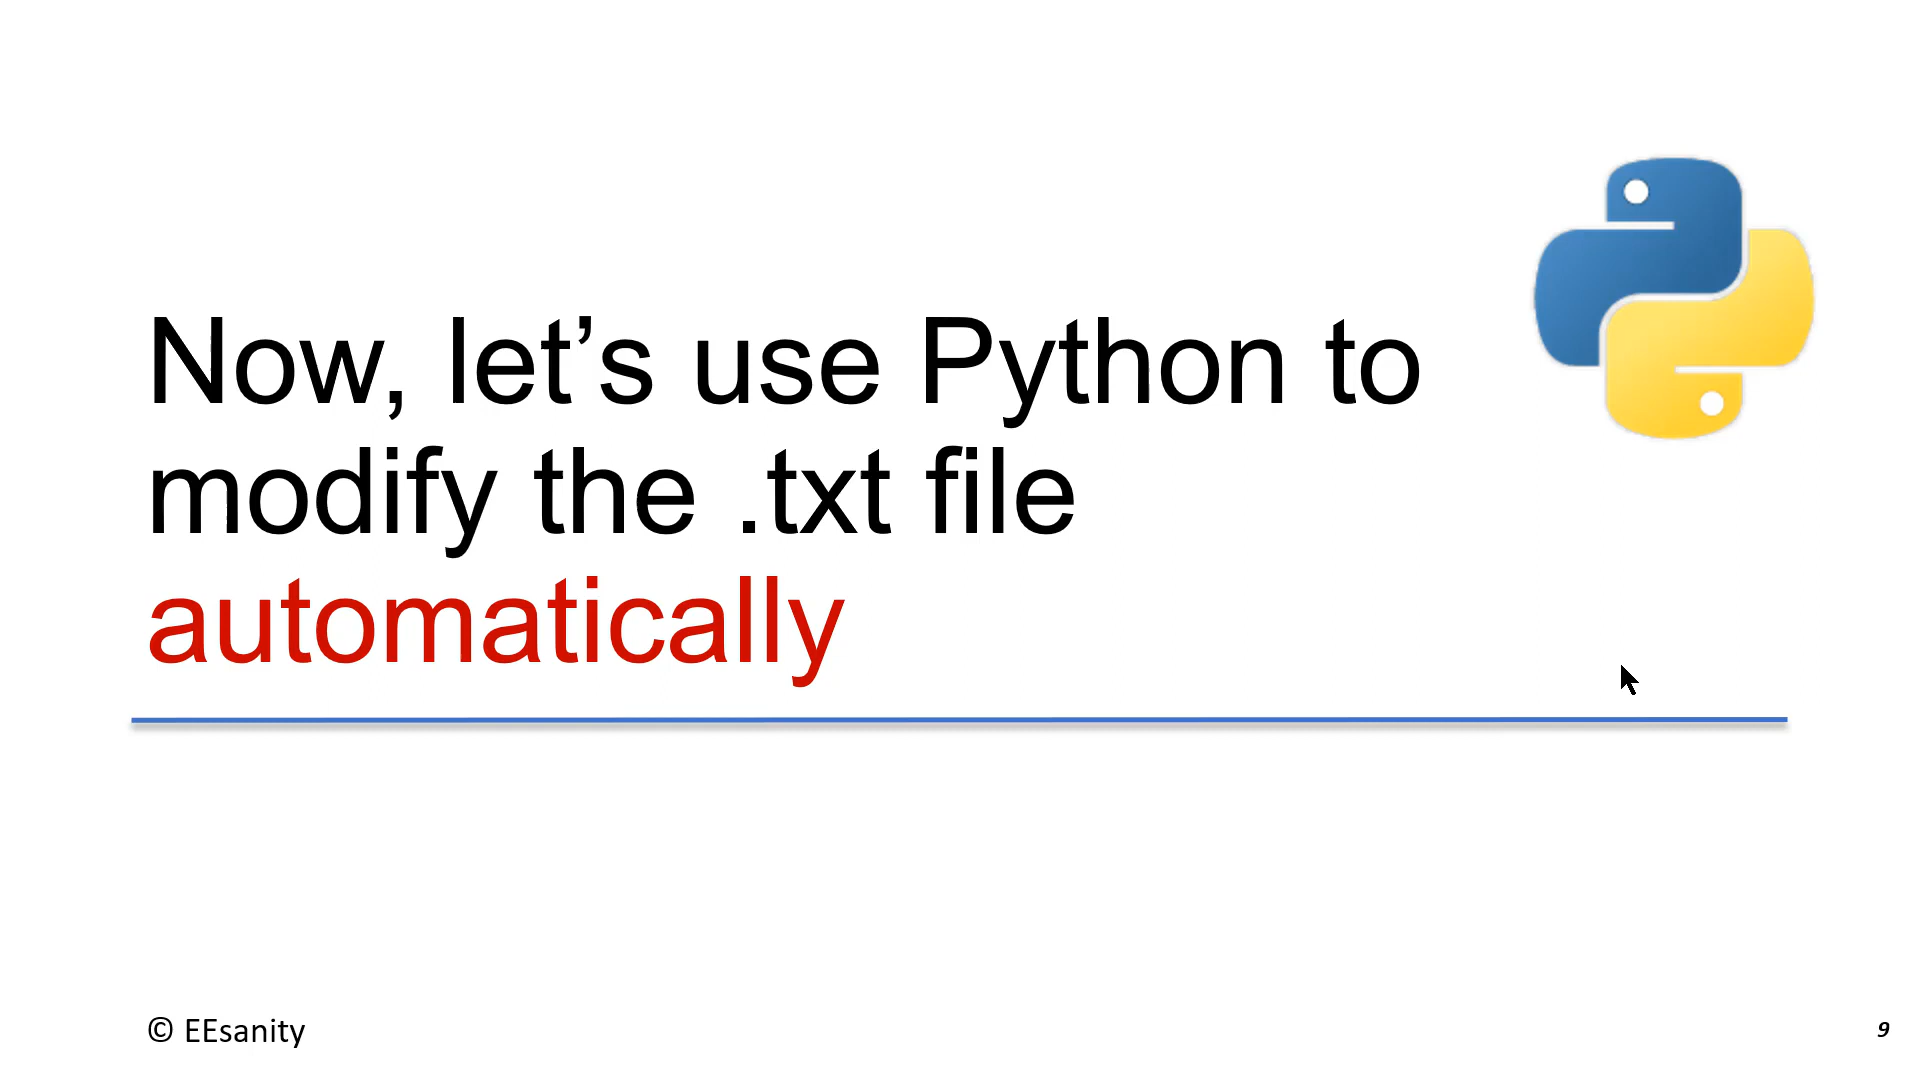 Now, let’s use Python to
modify the .txt file
automatically
© EEsanity
9